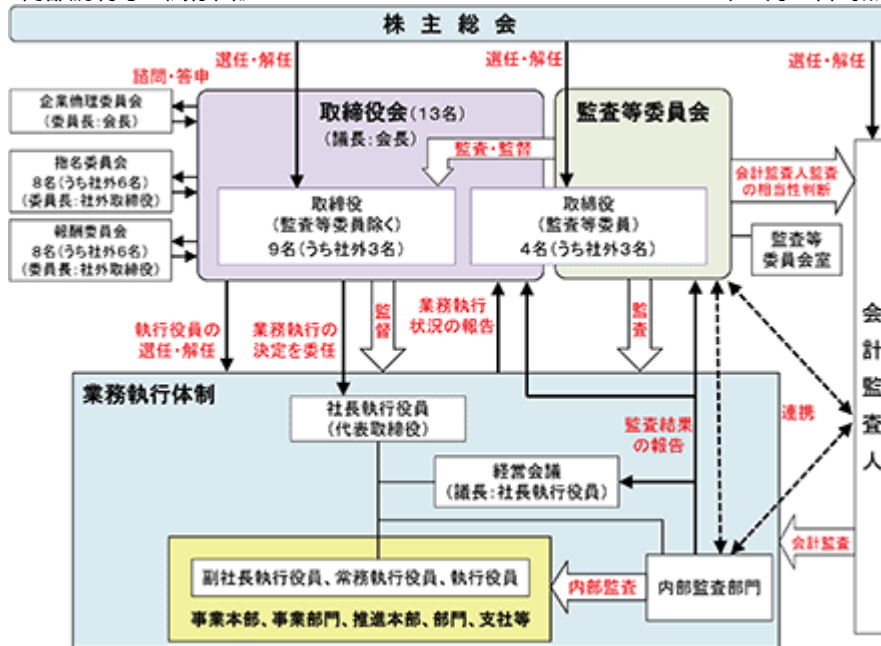 株主総会
選任・解任
選任・解任
選任・解任
諮問・答申
企業倫理委員会
(委員長:会長)
指名委員会
8名(うち社外6名)
(委員長:社外取締役)
報酬委員会
8名(うち社外6名)
(委員長:社外取締役)
取締役会(13名)
(議長:会長)
監査等委員会
監査・監督
取締役
(監査等委員除く)
9名(うち社外3名)
取締役
(監査等委員)
4名(うち社外3名)
会計監査人監査
の相当性判断
監査等
委員会室
会計監査人
執行役員の
選任・解任
業務執行の
決定を委任
監督
業務執行
状況の報告
監査
業務執行体制
社長執行役員
(代表取締役)
監査結果
の報告
連携
経営会議
(議長:社長執行役員)
会計監査
副社長執行役員、常務執行役員、執行役員
事業本部、事業部門、推進本部、部門、支社等
内部監査
内部監査部門